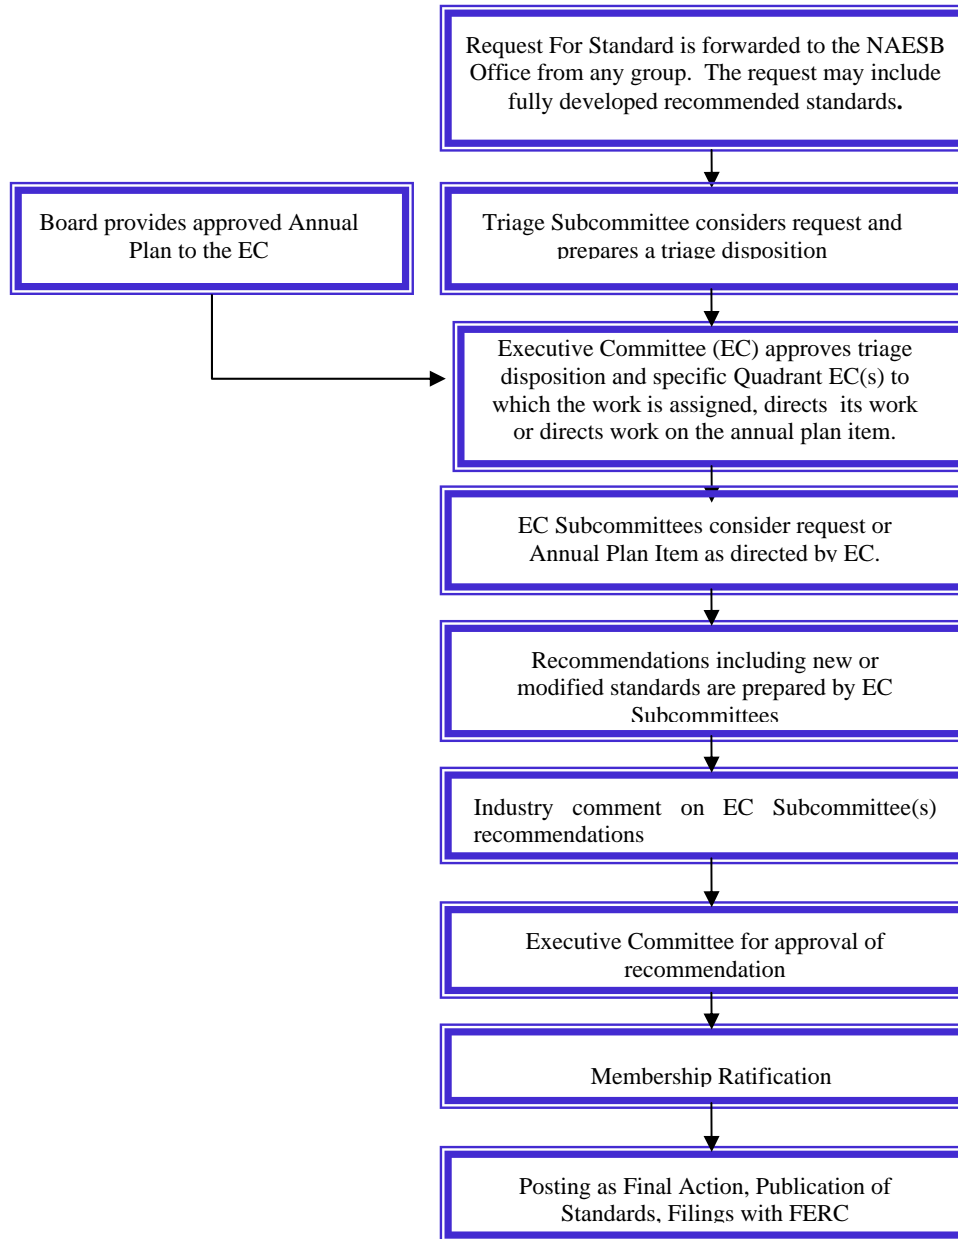 Request For Standard is forwarded to the NAESB
Office from any group. The request may include
fully developed recommended standards.
Board provides approved Annual
Plan to the EC
Triage Subcommittee considers request and
prepares a triage disposition
Executive Committee (EC) approves triage
disposition and specific Quadrant EC(s) to
which the work is assigned, directs its work
or directs work on the annual plan item.
EC Subcommittees consider request or
Annual Plan Item as directed by EC.
Recommendations including new or
modified standards are prepared by EC
Subcommittees
Industry comment on EC Subcommittee(s)
recommendations
Executive Committee for approval of
recommendation
Membership Ratification
Posting as Final Action, Publication of
Standards, Filings with FERC